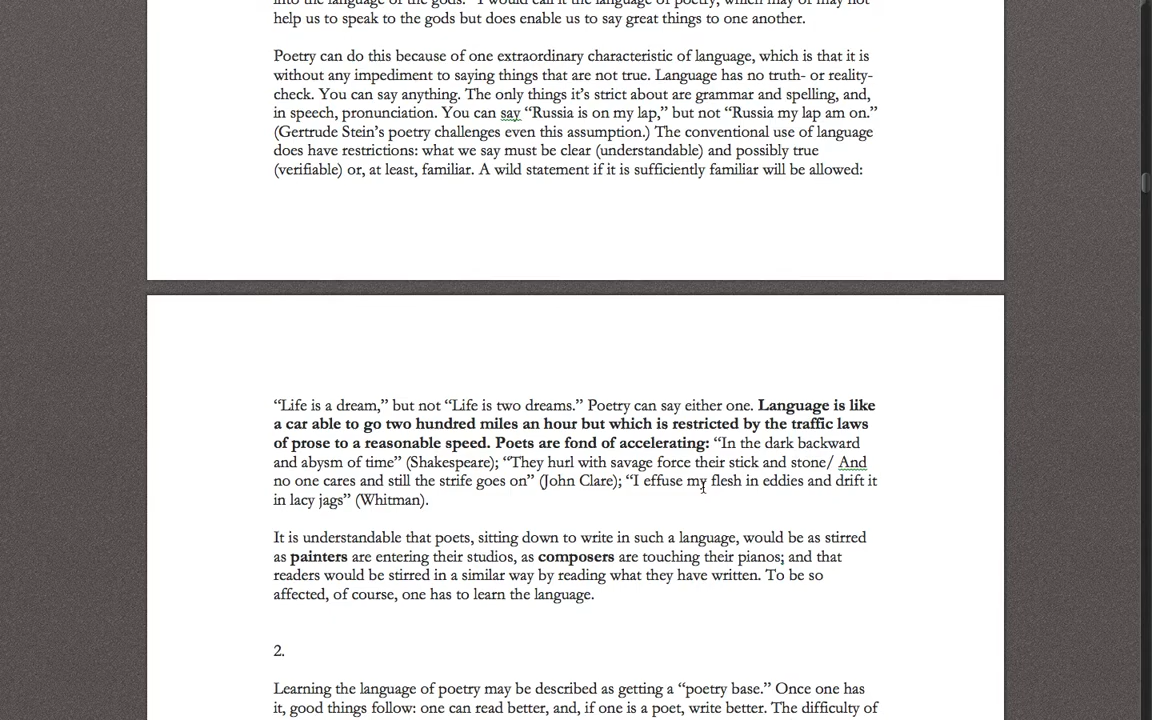 into the language of the gods.” I would call it the language of poetry, which may or may not
help us to speak to the gods but does enable us to say great things to one another.
Poetry can do this because of one extraordinary characteristic of language, which is that it is
without any impediment to saying things that are not true. Language has no truth- or reality-
check. You can say anything. The only things it’s strict about are grammar and spelling, and,
in speech, pronunciation. You can say “Russia is on my lap,” but not “Russia my lap am on.”
(Gertrude Stein’s poetry challenges even this assumption.) The conventional use of language
does have restrictions: what we say must be clear (understandable) and possibly true
(verifiable) or, at least, familiar. A wild statement if it is sufficiently familiar will be allowed:
“Life is a dream,” but not “Life is two dreams.” Poetry can say either one. Language is like
a car able to go two hundred miles an hour but which is restricted by the traffic laws
of prose to a reasonable speed. Poets are fond of accelerating: “In the dark backward
and abysm of time” (Shakespeare); “They hurl with savage force their stick and stone/ And
no one cares and still the strife goes on” (John Clare); “I effuse my flesh in eddies and drift it
in lacy jags” (Whitman).
It is understandable that poets, sitting down to write in such a language, would be as stirred
as painters are entering their studios, as composers are touching their pianos; and that
readers would be stirred in a similar way by reading what they have written. To be so
affected, of course, one has to learn the language.
2.
Learning the language of poetry may be described as getting a “poetry base.” Once one has
it, good things follow: one can read better, and, if one is a poet, write better. The difficulty of